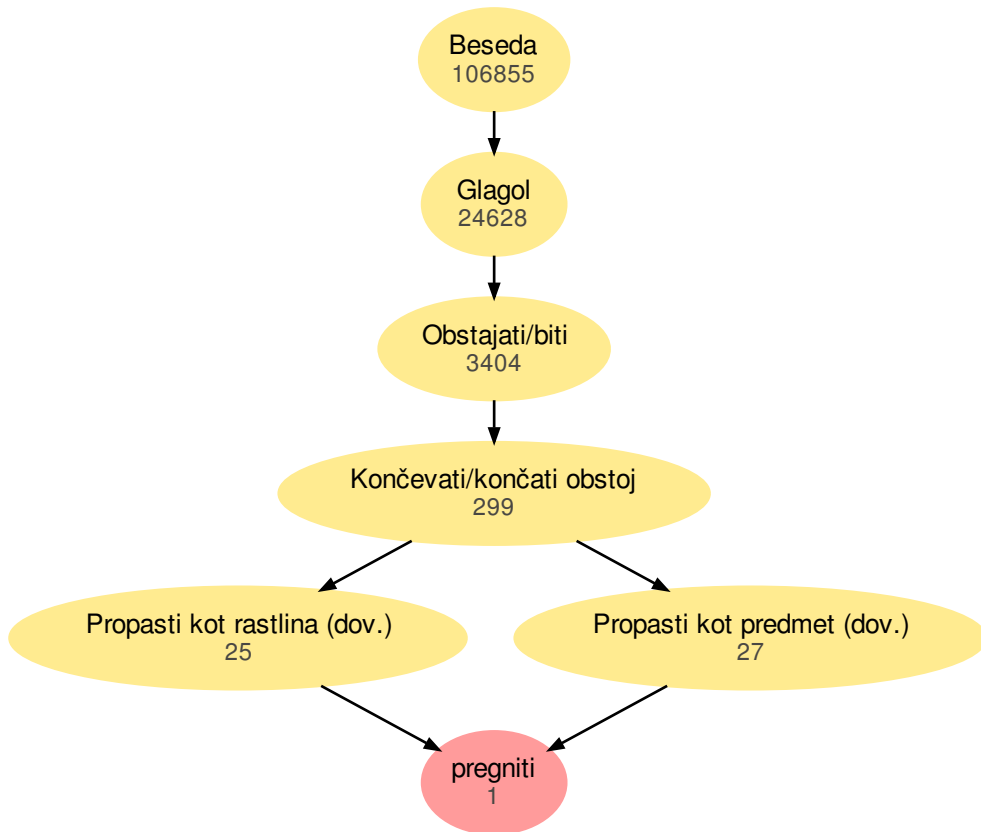 Beseda
106855
Glagol
24628
Obstajati/biti
3404
Končevati/končati obstoj
299
Propasti kot rastlina (dov.)
25
Propasti kot predmet (dov.)
27
pregniti
1